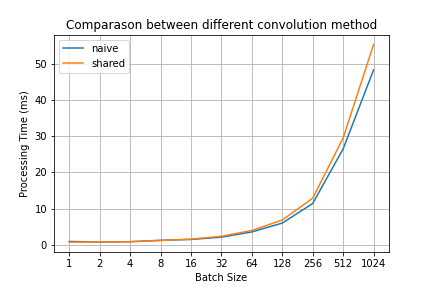 Comparason between different convolution method
naive
shared
Processing Time (ms)
50
40
30
20
10
0
1 2 4 8 16 32 64 128 256 512 1024
Batch Size